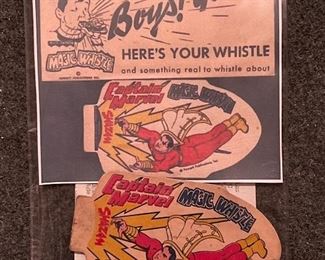 Boys!
MAGIC WHISTLE
HERE'S YOUR WHISTLE
and something real to whistle about
Captain
Marvel
MAGIC WHISTLE
SHAZAM
Captain
Marvel
MAGIC WHISTLE
SHAZAM